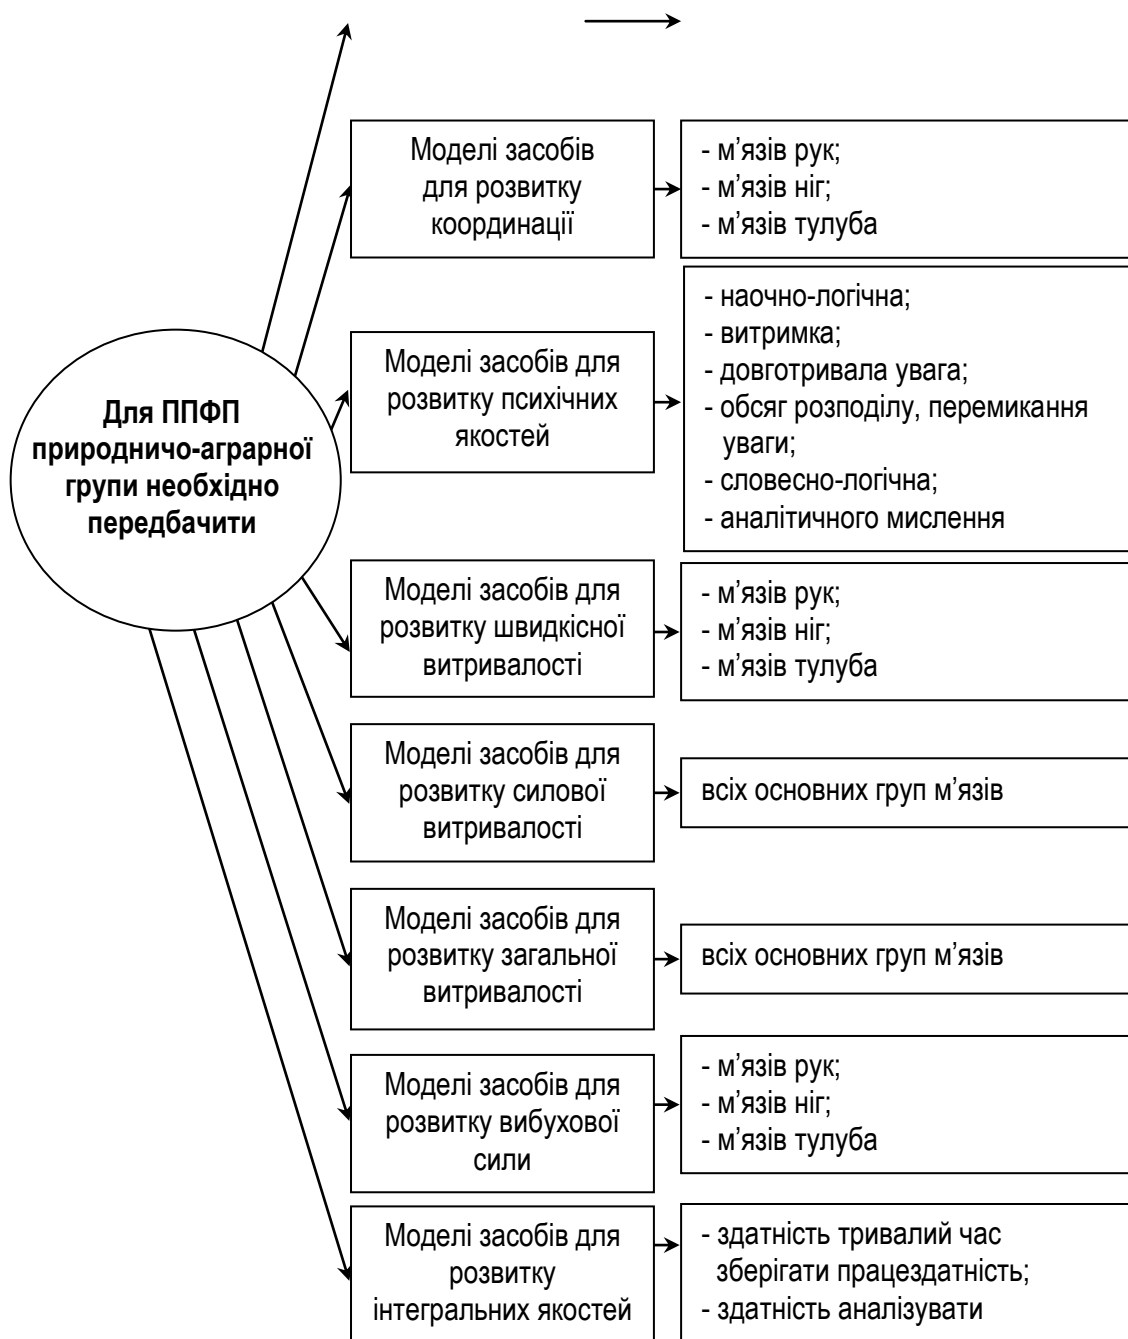 Для ППФП
природничо-аграрної
групи необхідно
передбачити
Моделі засобів
для розвитку
координації
- м’язів рук;
- м’язів ніг;
- м’язів тулуба
Моделі засобів для
розвитку психічних
якостей
- наочно-логічна;
- витримка;
- довготривала увага;
- обсяг розподілу, перемикання
уваги;
- словесно-логічна;
- аналітичного мислення
Моделі засобів для
розвитку швидкісної
витривалості
- м’язів рук;
- м’язів ніг;
- м’язів тулуба
Моделі засобів для
розвитку силової
витривалості
всіх основних груп м’язів
Моделі засобів для
розвитку загальної
витривалості
всіх основних груп м’язів
Моделі засобів для
розвитку вибухової
сили
- м’язів рук;
- м’язів ніг;
- м’язів тулуба
Моделі засобів для
розвитку
інтегральних якостей
- здатність тривалий час
зберігати працездатність;
- здатність аналізувати